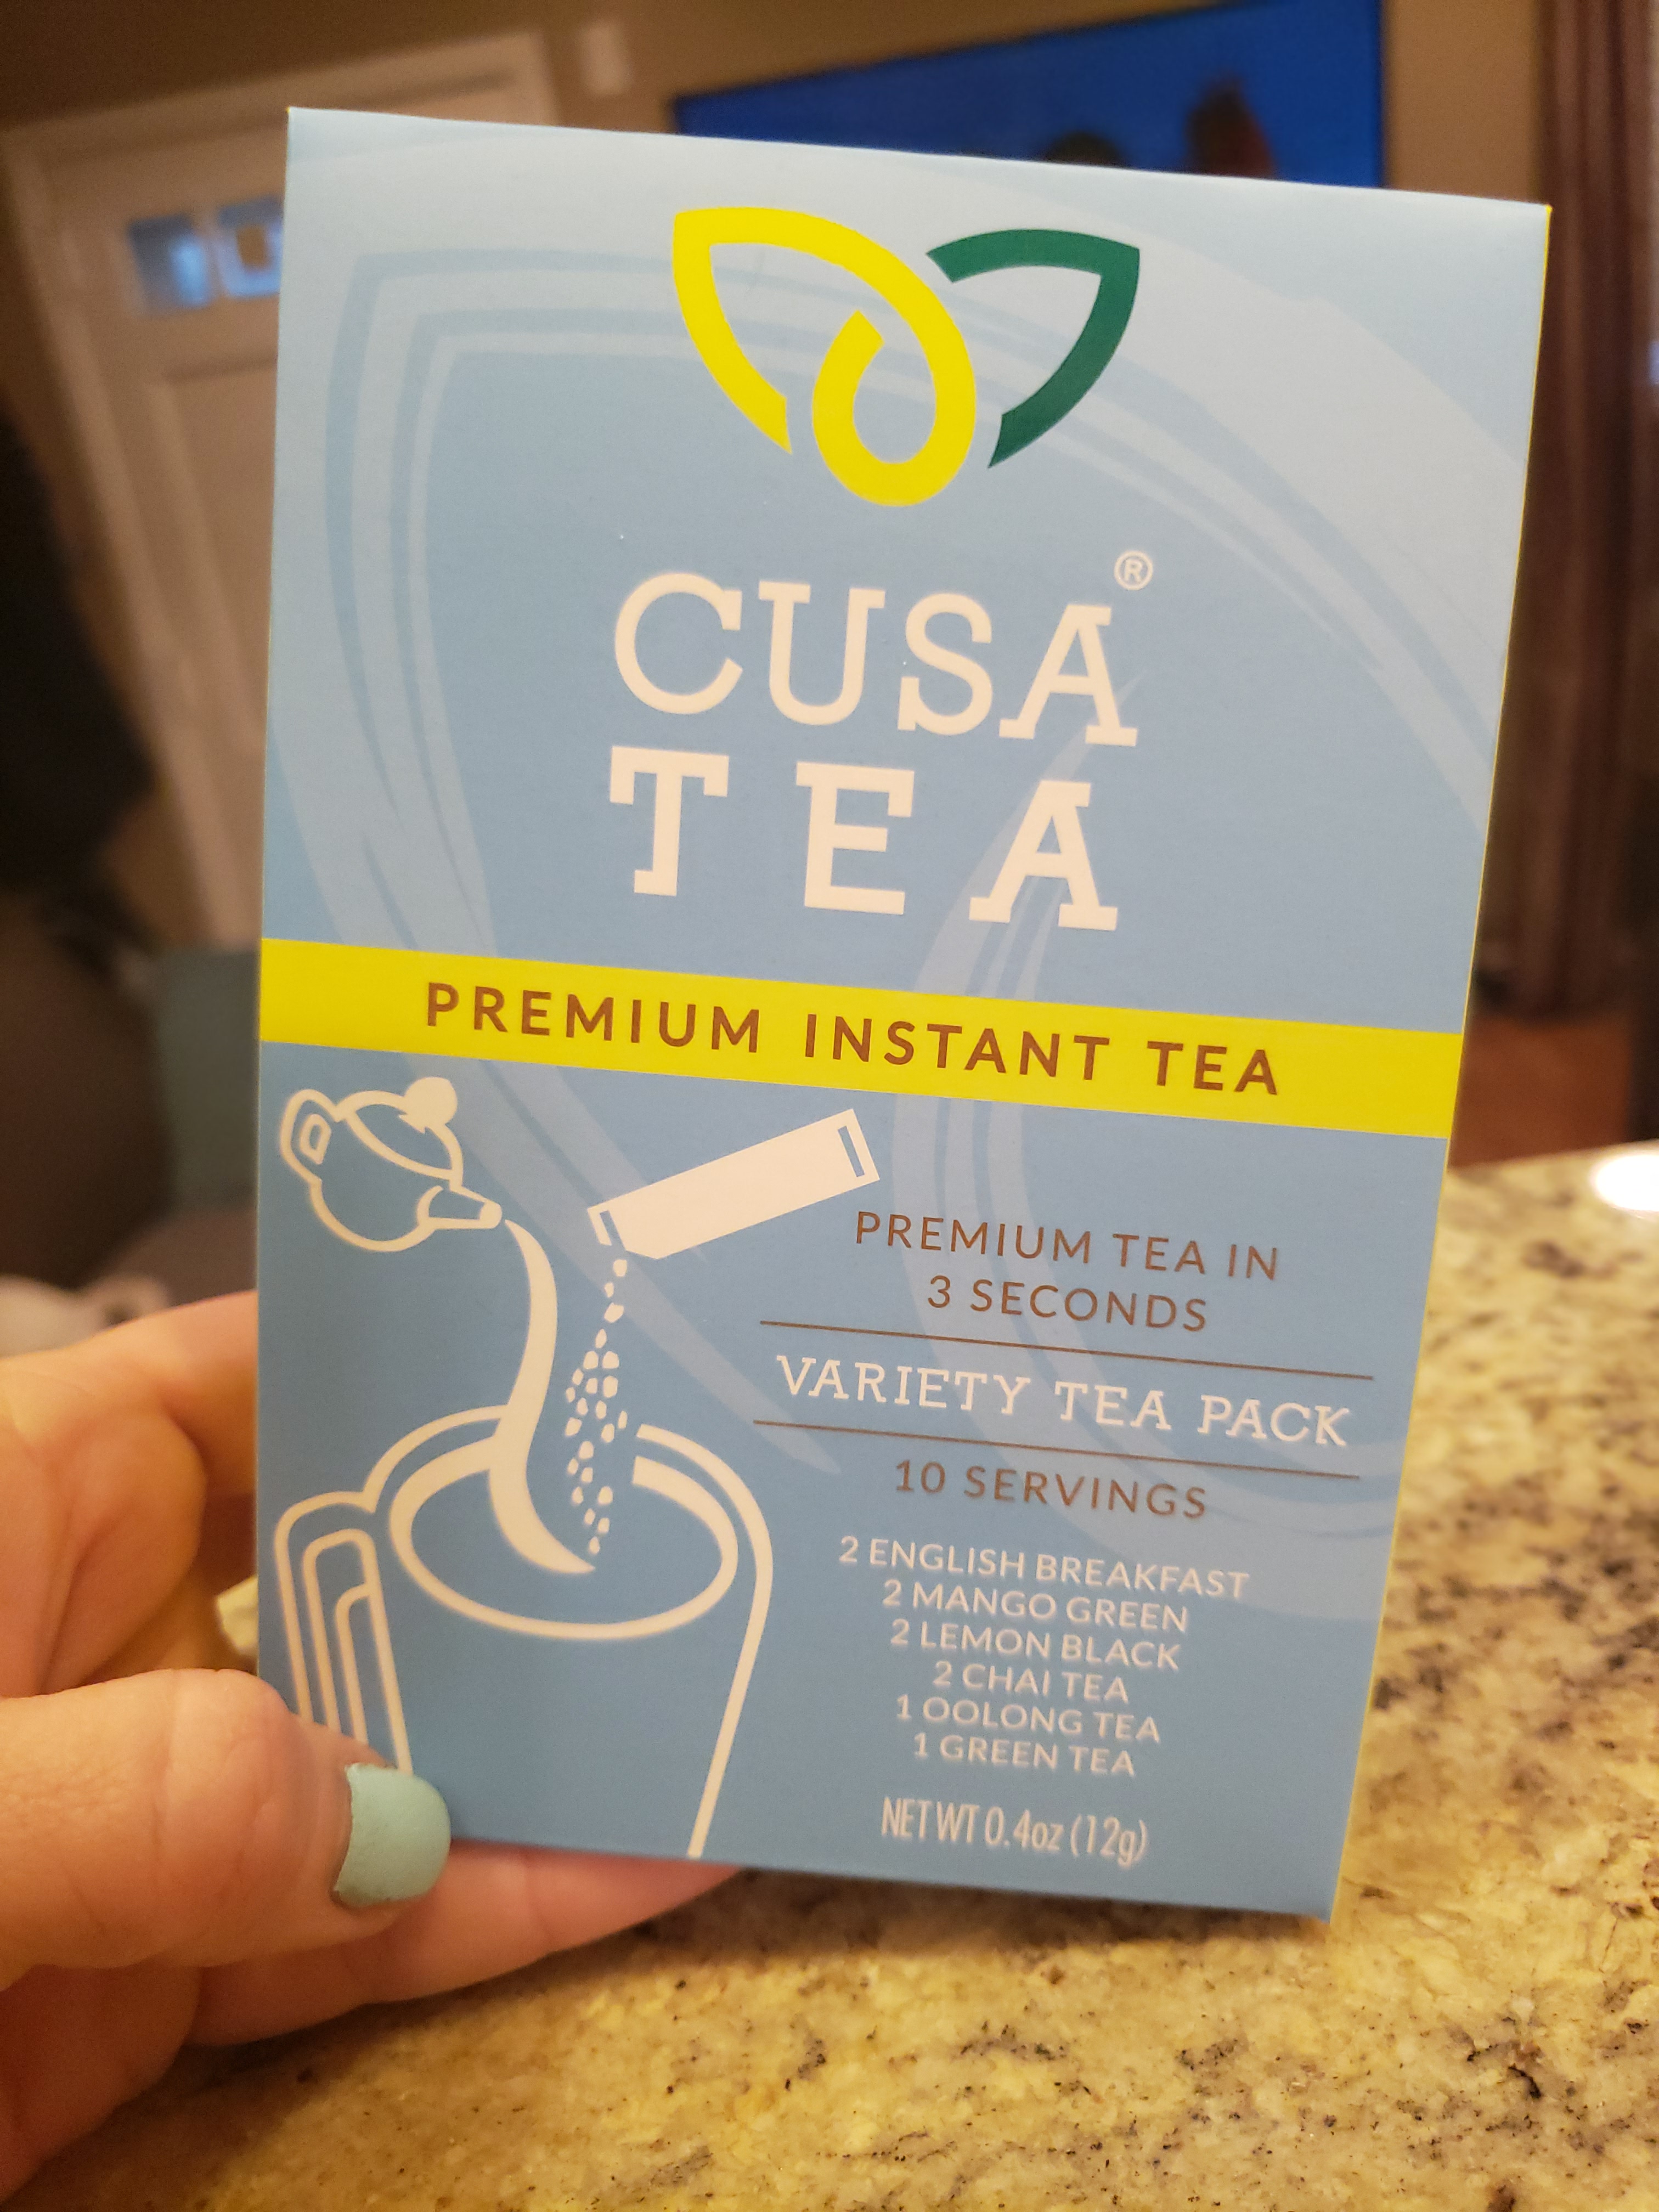 CUSA®
TEA
PREMIUM INSTANT TEA
PREMIUM TEA IN
3 SECONDS
VARIETY TEA PACK
10 SERVINGS
2 ENGLISH BREAKFAST
2 MANGO GREEN
2 LEMON BLACK
2 CHAI TEA
1 OOLONG TEA
1 GREEN TEA
NET WT 0.4oz (12g)